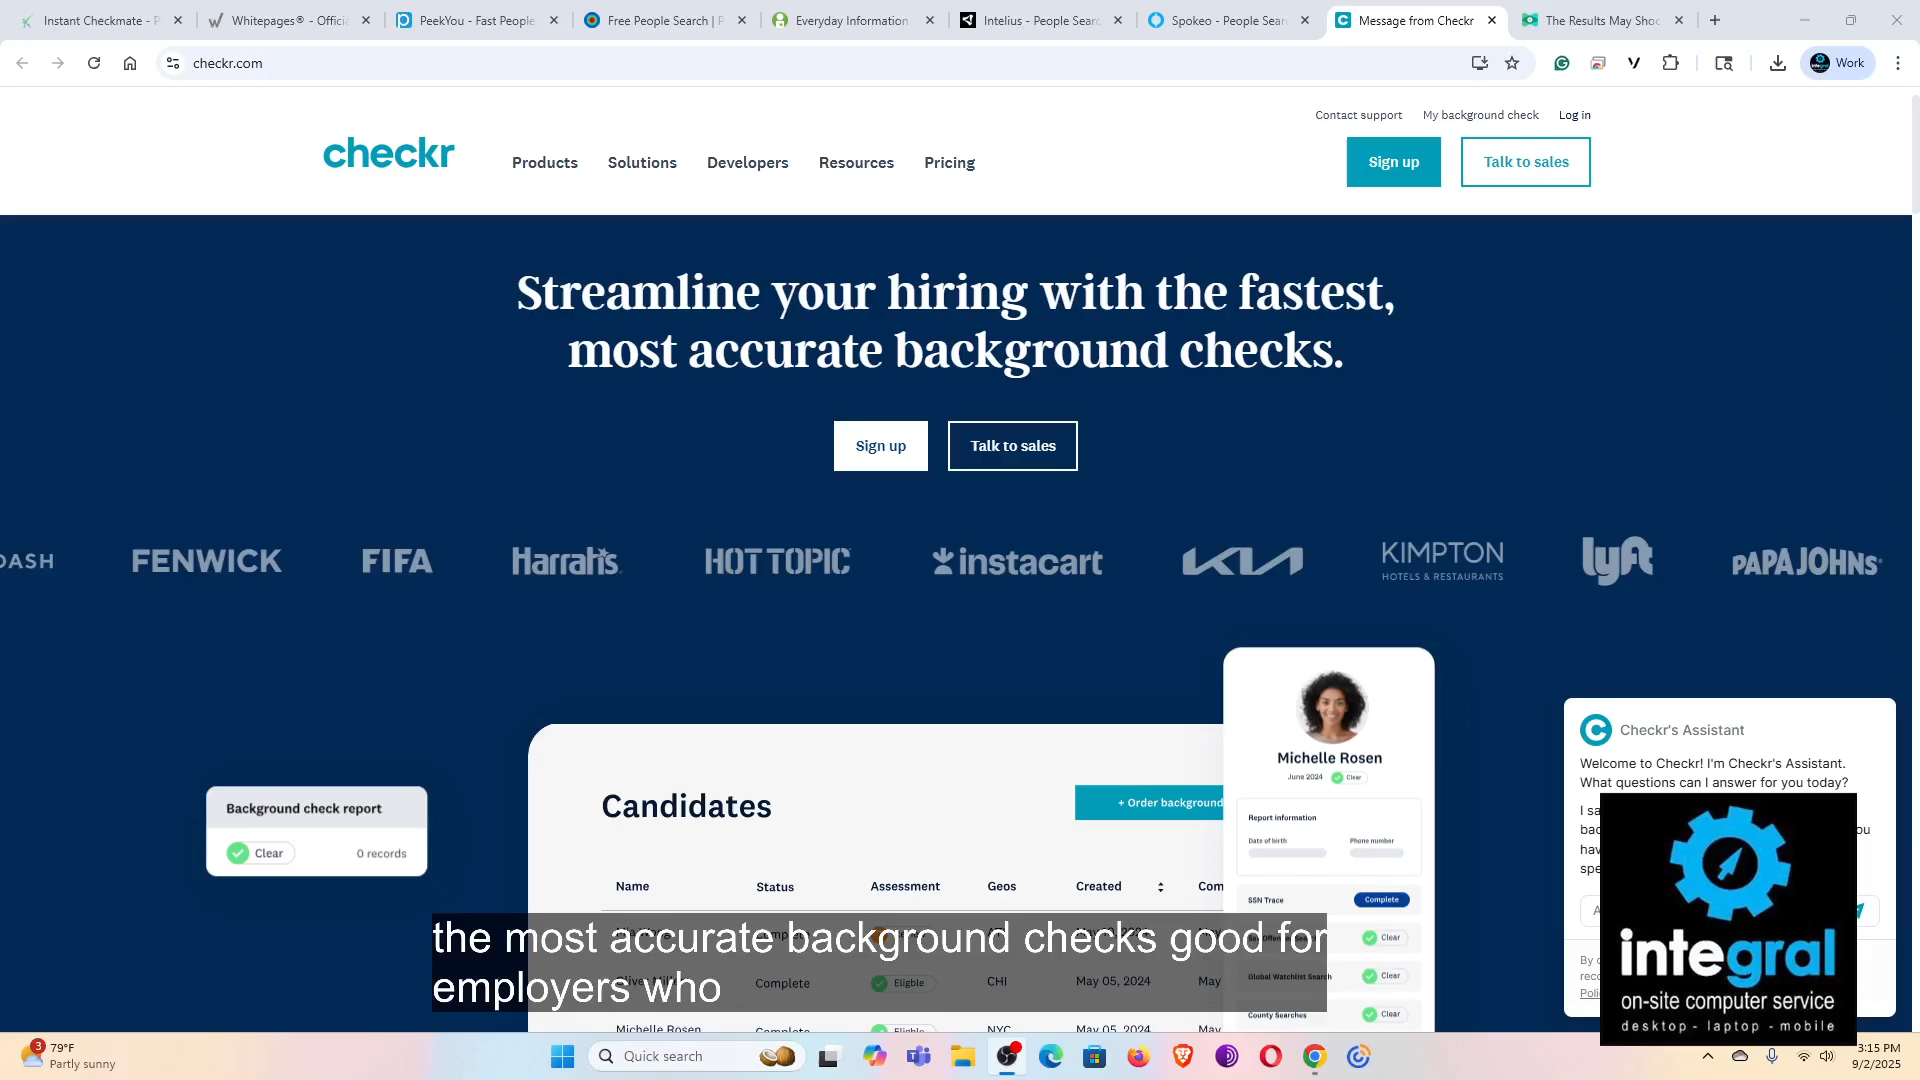 Instant Checkmate - P
Whitepages® - Officia
PeekYou - Fast People
Free People Search | P
Everyday Information
Intelius - People Searc
Spokeo - People Sear
Message from Checkr
The Results May Shoc
checkr.com
Work
Contact support
My background check
Log in
checkr
Products
Solutions
Developers
Resources
Pricing
Sign up
Talk to sales
Streamline your hiring with the fastest,
most accurate background checks.
Sign up
Talk to sales
DASH
FENWICK
FIFA
Harrah's
HOT TOPIC
instacart
KIA
KIMPTON
HOTELS & RESTAURANTS
lyft
PAPA JOHNS
Background check report
Clear
0 records
Candidates
+ Order background
Name
Status
Assessment
Geos
Created
Com
Complete
Eligible
CHI
May 05, 2024
May
Michelle Rosen
Complete
Eligible
NYC
May 05, 2024
May
Michelle Rosen
June 2024
Clear
Report information
Date of birth
Phone number
SSN Trace
Complete
Clear
Global Watchlist Search
Clear
County Searches
Clear
Checkr's Assistant
Welcome to Checkr! I'm Checkr's Assistant.
What questions can I answer for you today?
the most accurate background checks good for
employers who
integral
on-site computer service
desktop - laptop - mobile
3
79°F
Partly sunny
Quick search
3:15 PM
9/2/2025